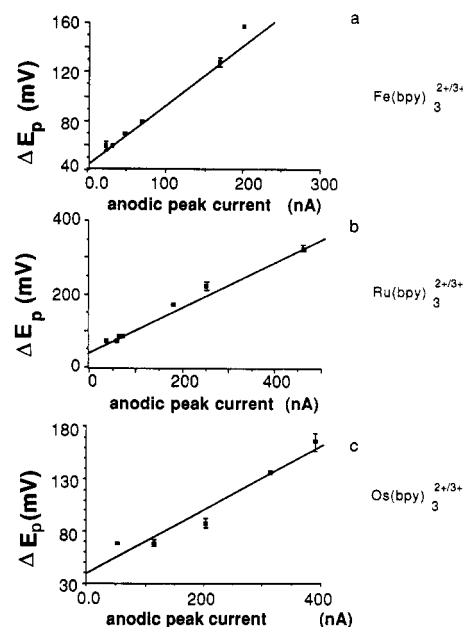 a
160
120
80
40
ΔEp (mV)
0.0 100 200 300
anodic peak current (nA)
Fe(bpy) 3 2+/3+
b
400
200
0
ΔEp (mV)
0 200 400
anodic peak current (nA)
Ru(bpy) 3 2+/3+
c
180
130
80
30
ΔEp (mV)
0.0 200 400
anodic peak current (nA)
Os(bpy) 3 2+/3+